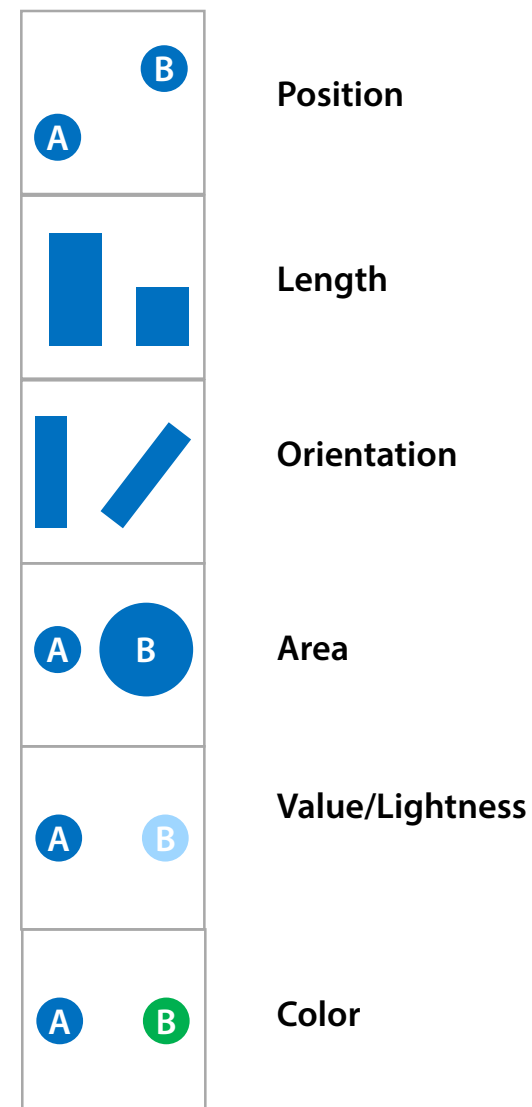 B
Position
A
Length
Orientation
A B
Area
Value/Lightness
A B
A B
Color